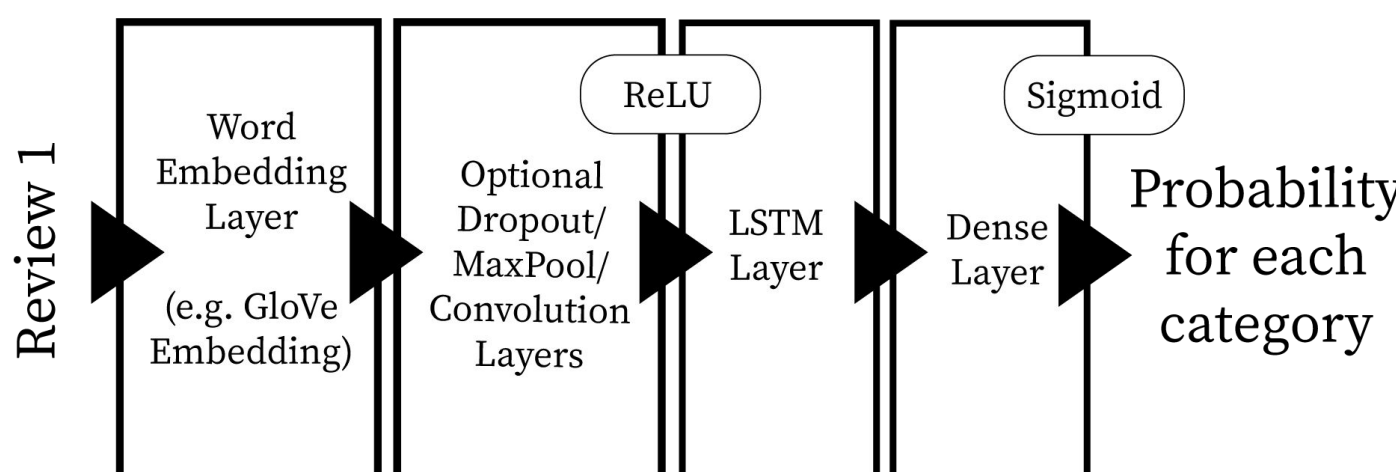 Review 1
Word
Embedding
Layer
(e.g. GloVe
Embedding)
Optional
Dropout/
MaxPool/
Convolution
Layers
ReLU
LSTM
Layer
Dense
Layer
Sigmoid
Probability
for each
category